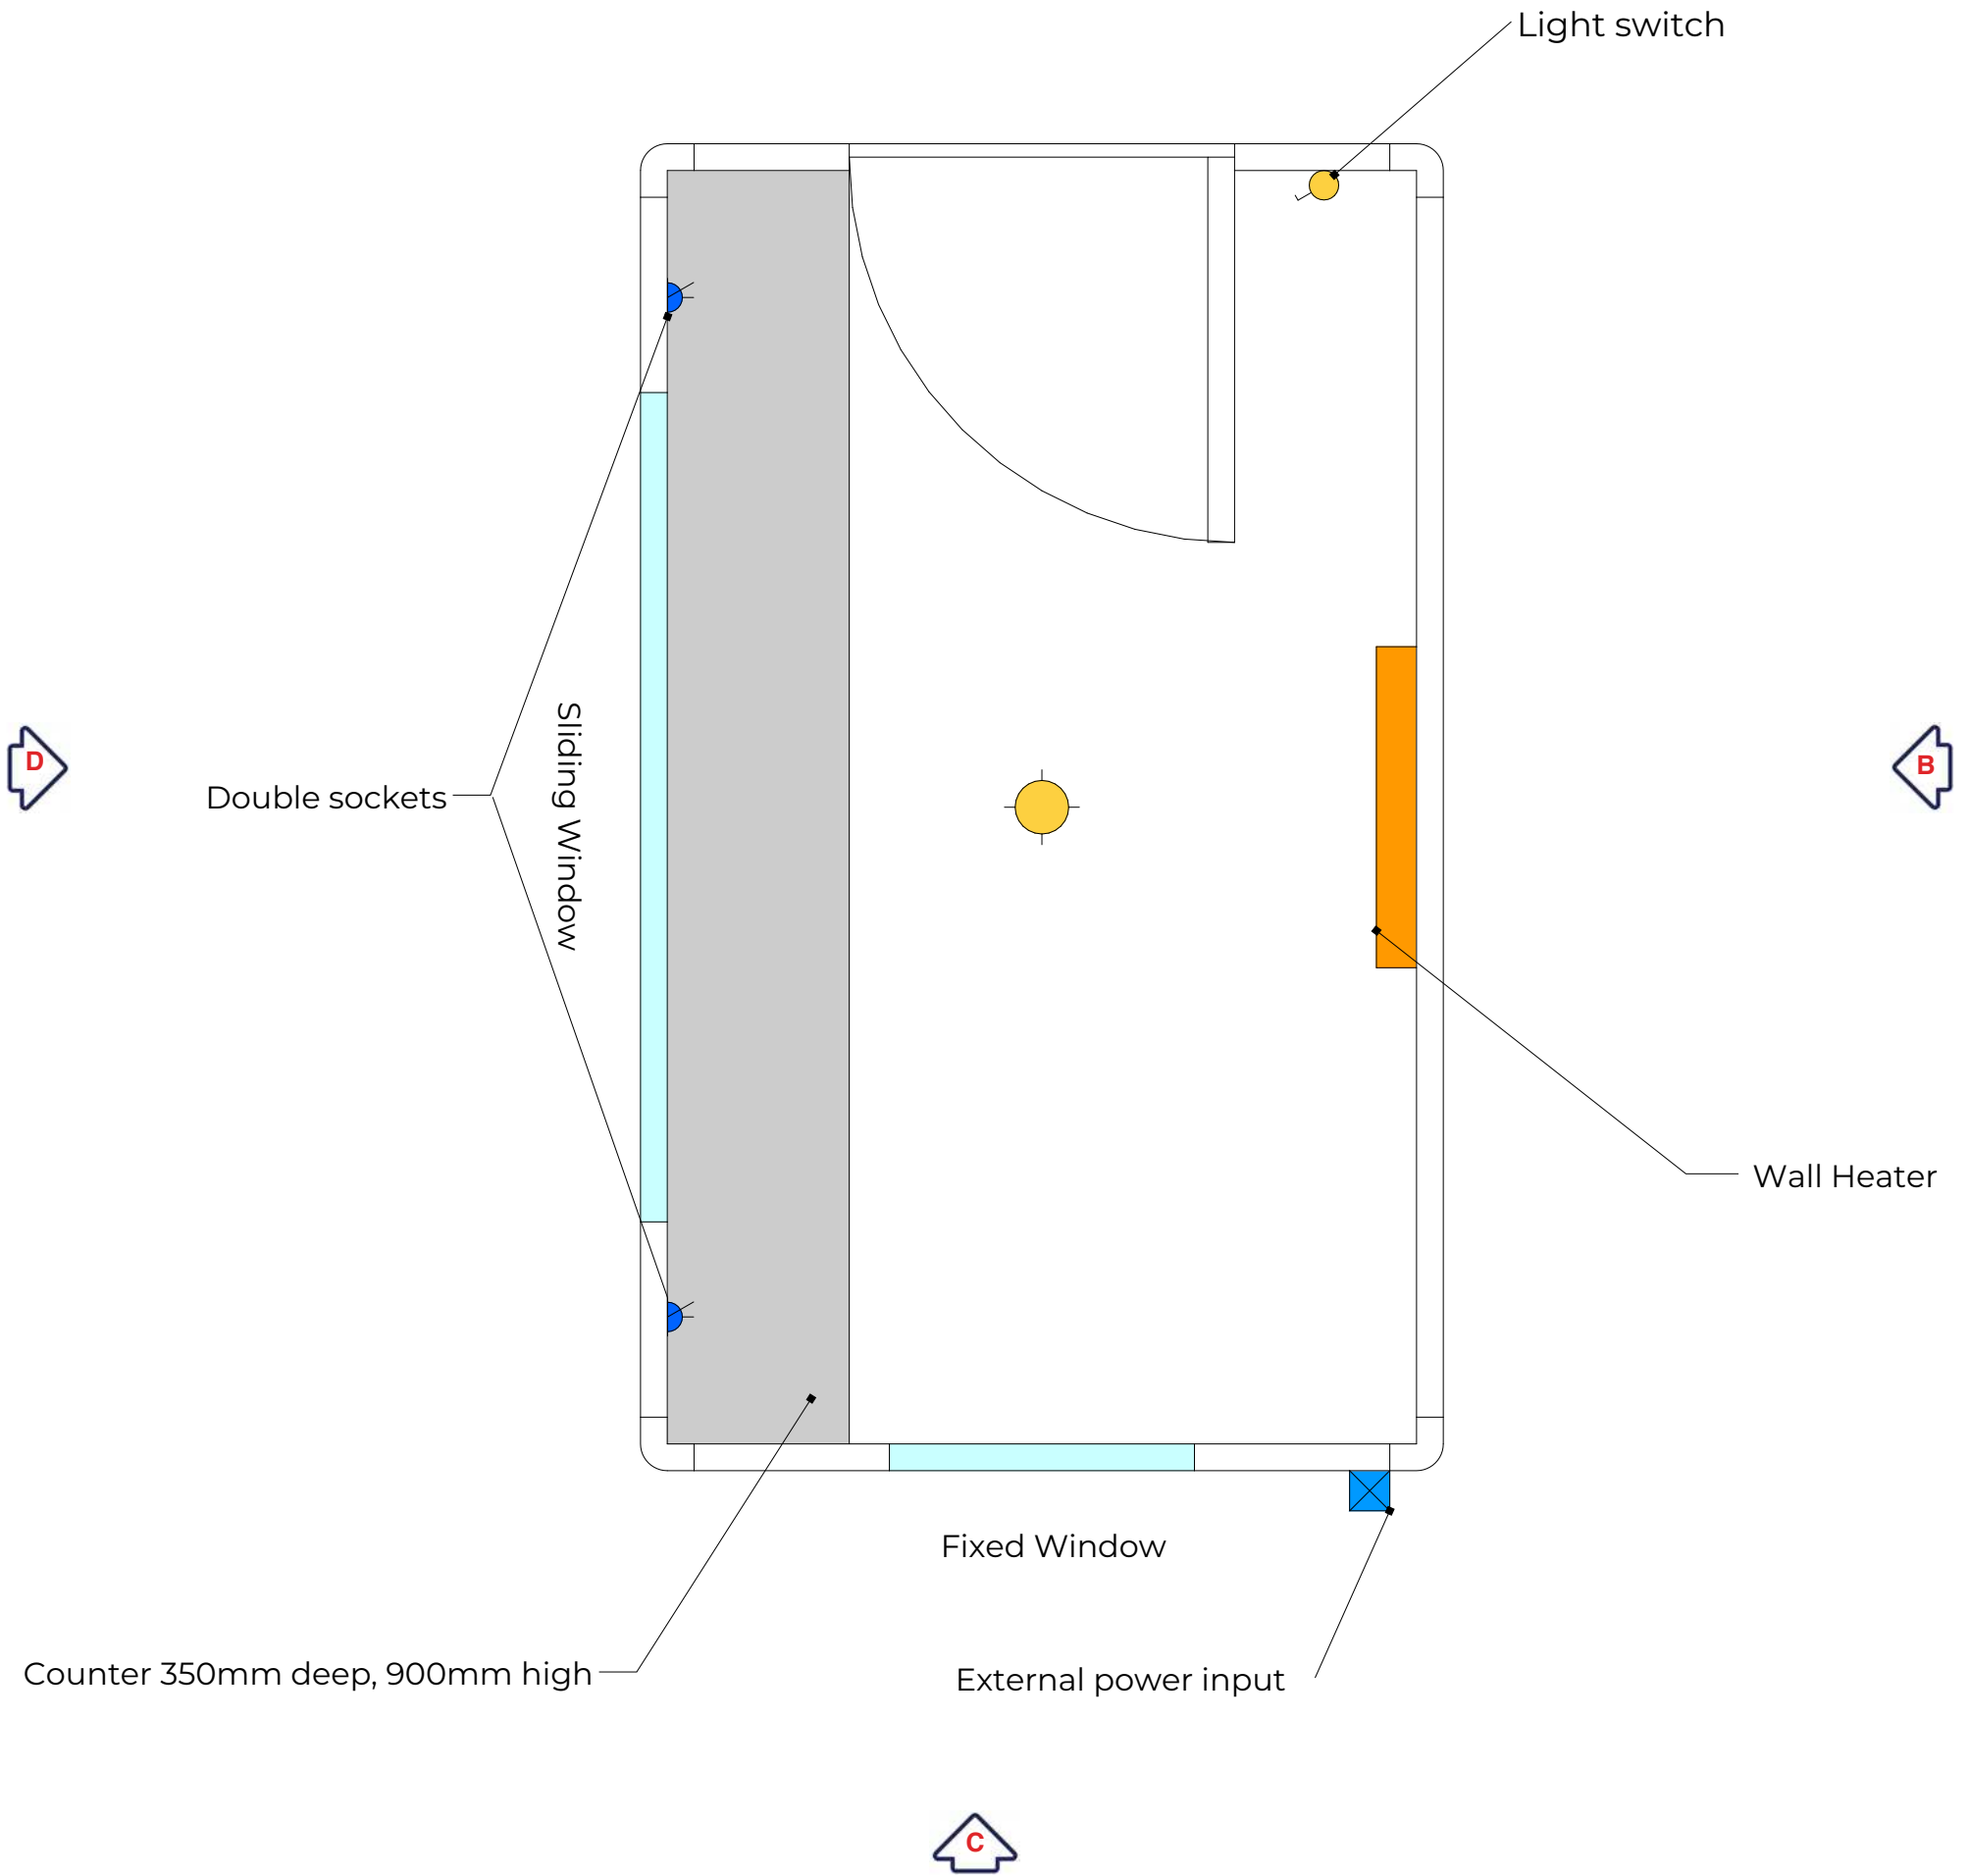 Light switch
D
B
Double sockets
Sliding Window
Wall Heater
Fixed Window
Counter 350mm deep, 900mm high
External power input
C